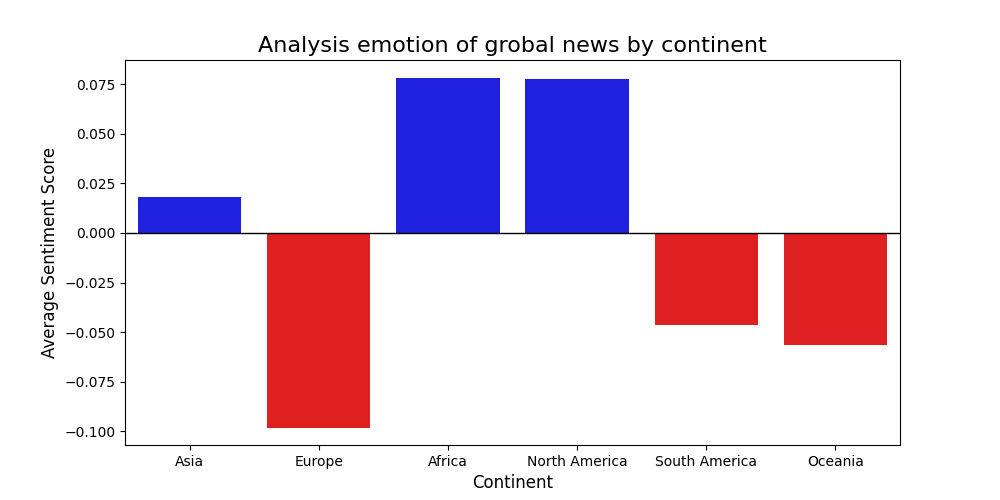 Analysis emotion of grobal news by continent
Average Sentiment Score
0.075
0.050
0.025
0.000
−0.025
−0.050
−0.075
−0.100
Asia Europe Africa North America South America Oceania
Continent